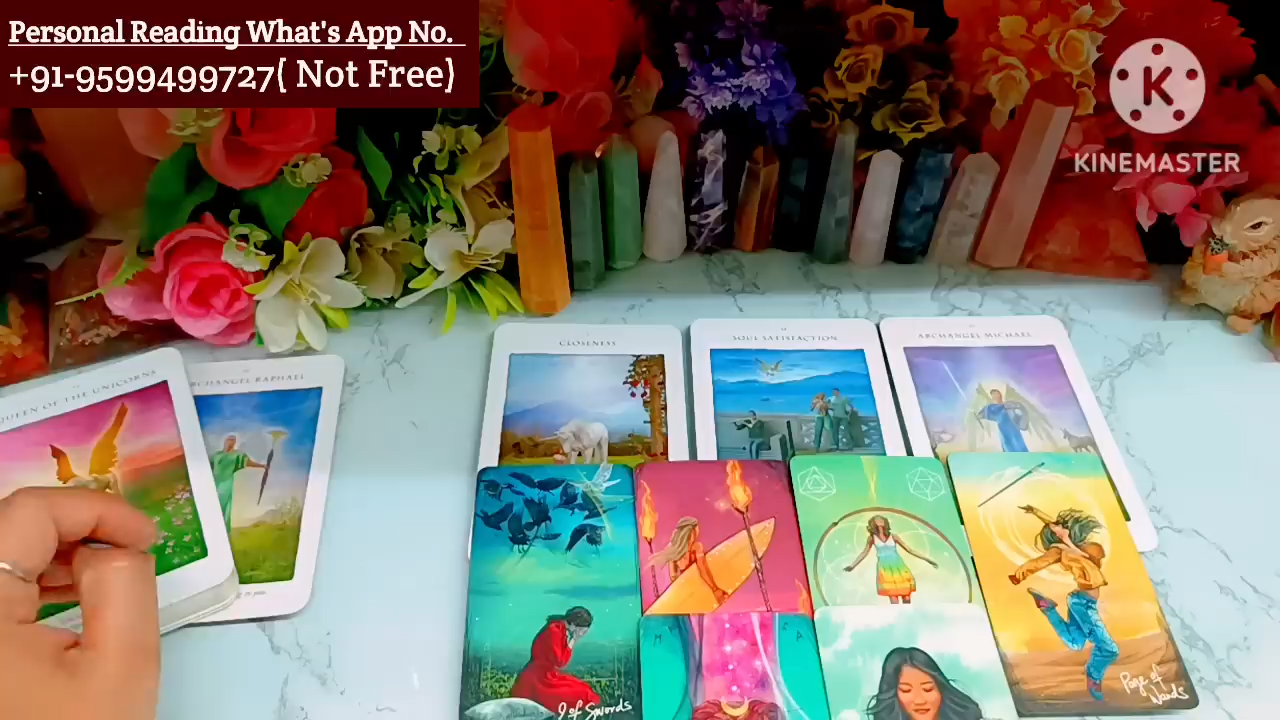 Personal Reading What's App No.
+91-9599499727( Not Free)
KINEMASTER
CLOSENESS
SOUL SATISFACTION
ARCHANGEL MICHAEL
QUEEN OF THE UNICORNS
ARCHANGEL RAPHAEL
9 of Swords
Page of
Wands